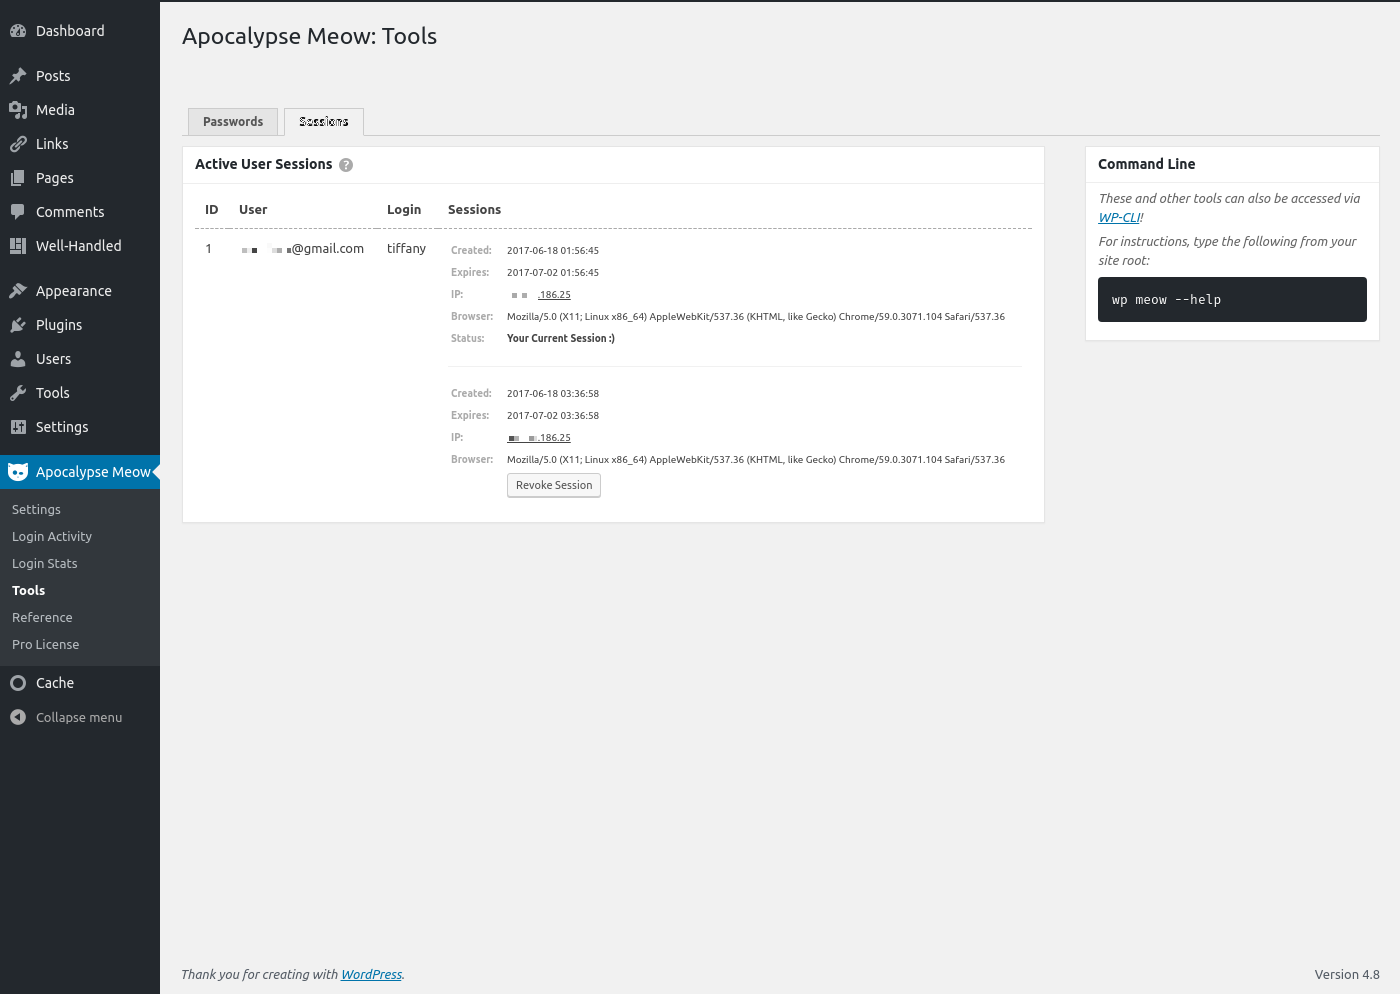 Dashboard
Posts
Media
Links
Pages
Comments
Well-Handled
Appearance
Plugins
Users
Tools
Settings
Apocalypse Meow
Settings
Login Activity
Login Stats
Tools
Reference
Pro License
Cache
Collapse menu
Apocalypse Meow: Tools
Passwords Sessions
Active User Sessions ?
ID User Login Sessions
1 @gmail.com tiffany
Created: 2017-06-18 01:56:45
Expires: 2017-07-02 01:56:45
IP: .186.25
Browser: Mozilla/5.0 (X11; Linux x86_64) AppleWebKit/537.36 (KHTML, like Gecko) Chrome/59.0.3071.104 Safari/537.36
Status: Your Current Session :)
Created: 2017-06-18 03:36:58
Expires: 2017-07-02 03:36:58
IP: .186.25
Browser: Mozilla/5.0 (X11; Linux x86_64) AppleWebKit/537.36 (KHTML, like Gecko) Chrome/59.0.3071.104 Safari/537.36
Revoke Session
Command Line
These and other tools can also be accessed via
WP-CLI!
For instructions, type the following from your
site root:
wp meow --help
Thank you for creating with WordPress.
Version 4.8